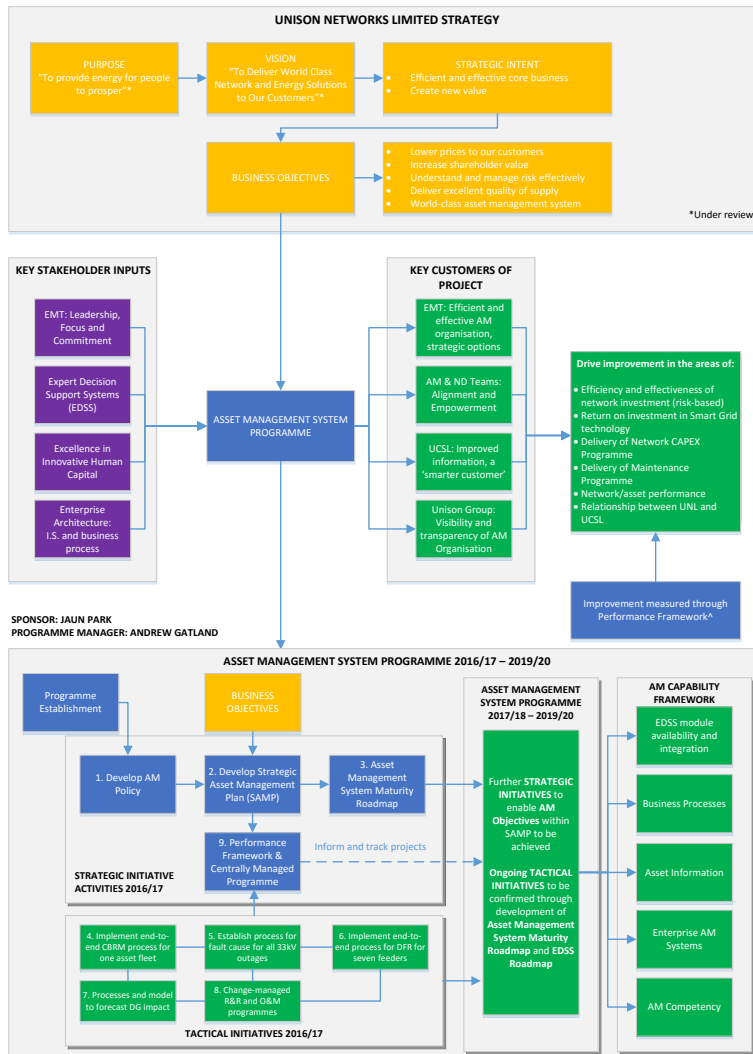 UNISON NETWORKS LIMITED STRATEGY
PURPOSE
"To provide energy for people
to prosper"*
VISION
"To Deliver World Class
Network and Energy Solutions
to Our Customers"*
STRATEGIC INTENT
• Efficient and effective core business
• Create new value
BUSINESS OBJECTIVES
• Lower prices to our customers
• Increase shareholder value
• Understand and manage risk effectively
• Deliver excellent quality of supply
• World-class asset management system
*Under review
KEY STAKEHOLDER INPUTS
EMT: Leadership,
Focus and
Commitment
Expert Decision
Support Systems
(EDSS)
Excellence in
Innovative Human
Capital
Enterprise
Architecture:
I.S. and business
process
ASSET MANAGEMENT SYSTEM
PROGRAMME
KEY CUSTOMERS OF
PROJECT
EMT: Efficient and
effective AM
organisation,
strategic options
AM & ND Teams:
Alignment and
Empowerment
UCSL: Improved
information, a
'smarter customer'
Unison Group:
Visibility and
transparency of AM
Organisation
Drive improvement in the areas of:
• Efficiency and effectiveness of
network investment (risk-based)
• Return on investment in Smart Grid
technology
• Delivery of Network CAPEX
Programme
• Delivery of Maintenance
Programme
• Network/asset performance
• Relationship between UNL and
UCSL
Improvement measured through
Performance Framework^
SPONSOR: JAUN PARK
PROGRAMME MANAGER: ANDREW GATLAND
ASSET MANAGEMENT SYSTEM PROGRAMME 2016/17 – 2019/20
Programme
Establishment
BUSINESS
OBJECTIVES
1. Develop AM
Policy
2. Develop Strategic
Asset Management
Plan (SAMP)
3. Asset
Management
System Maturity
Roadmap
9. Performance
Framework &
Centrally Managed
Programme
Inform and track projects
STRATEGIC INITIATIVE
ACTIVITIES 2016/17
4. Implement end-to-
end CBRM process for
one asset fleet
5. Establish process for
fault cause for all 33kV
outages
6. Implement end-to-
end process for DFR for
seven feeders
7. Processes and model
to forecast DG impact
8. Change-managed
R&R and O&M
programmes
TACTICAL INITIATIVES 2016/17
ASSET MANAGEMENT
SYSTEM PROGRAMME
2017/18 – 2019/20
Further STRATEGIC
INITIATIVES to
enable AM
Objectives within
SAMP to be
achieved
Ongoing TACTICAL
INITIATIVES to be
confirmed through
development of
Asset Management
System Maturity
Roadmap and EDSS
Roadmap
AM CAPABILITY
FRAMEWORK
EDSS module
availability and
integration
Business Processes
Asset Information
Enterprise AM
Systems
AM Competency